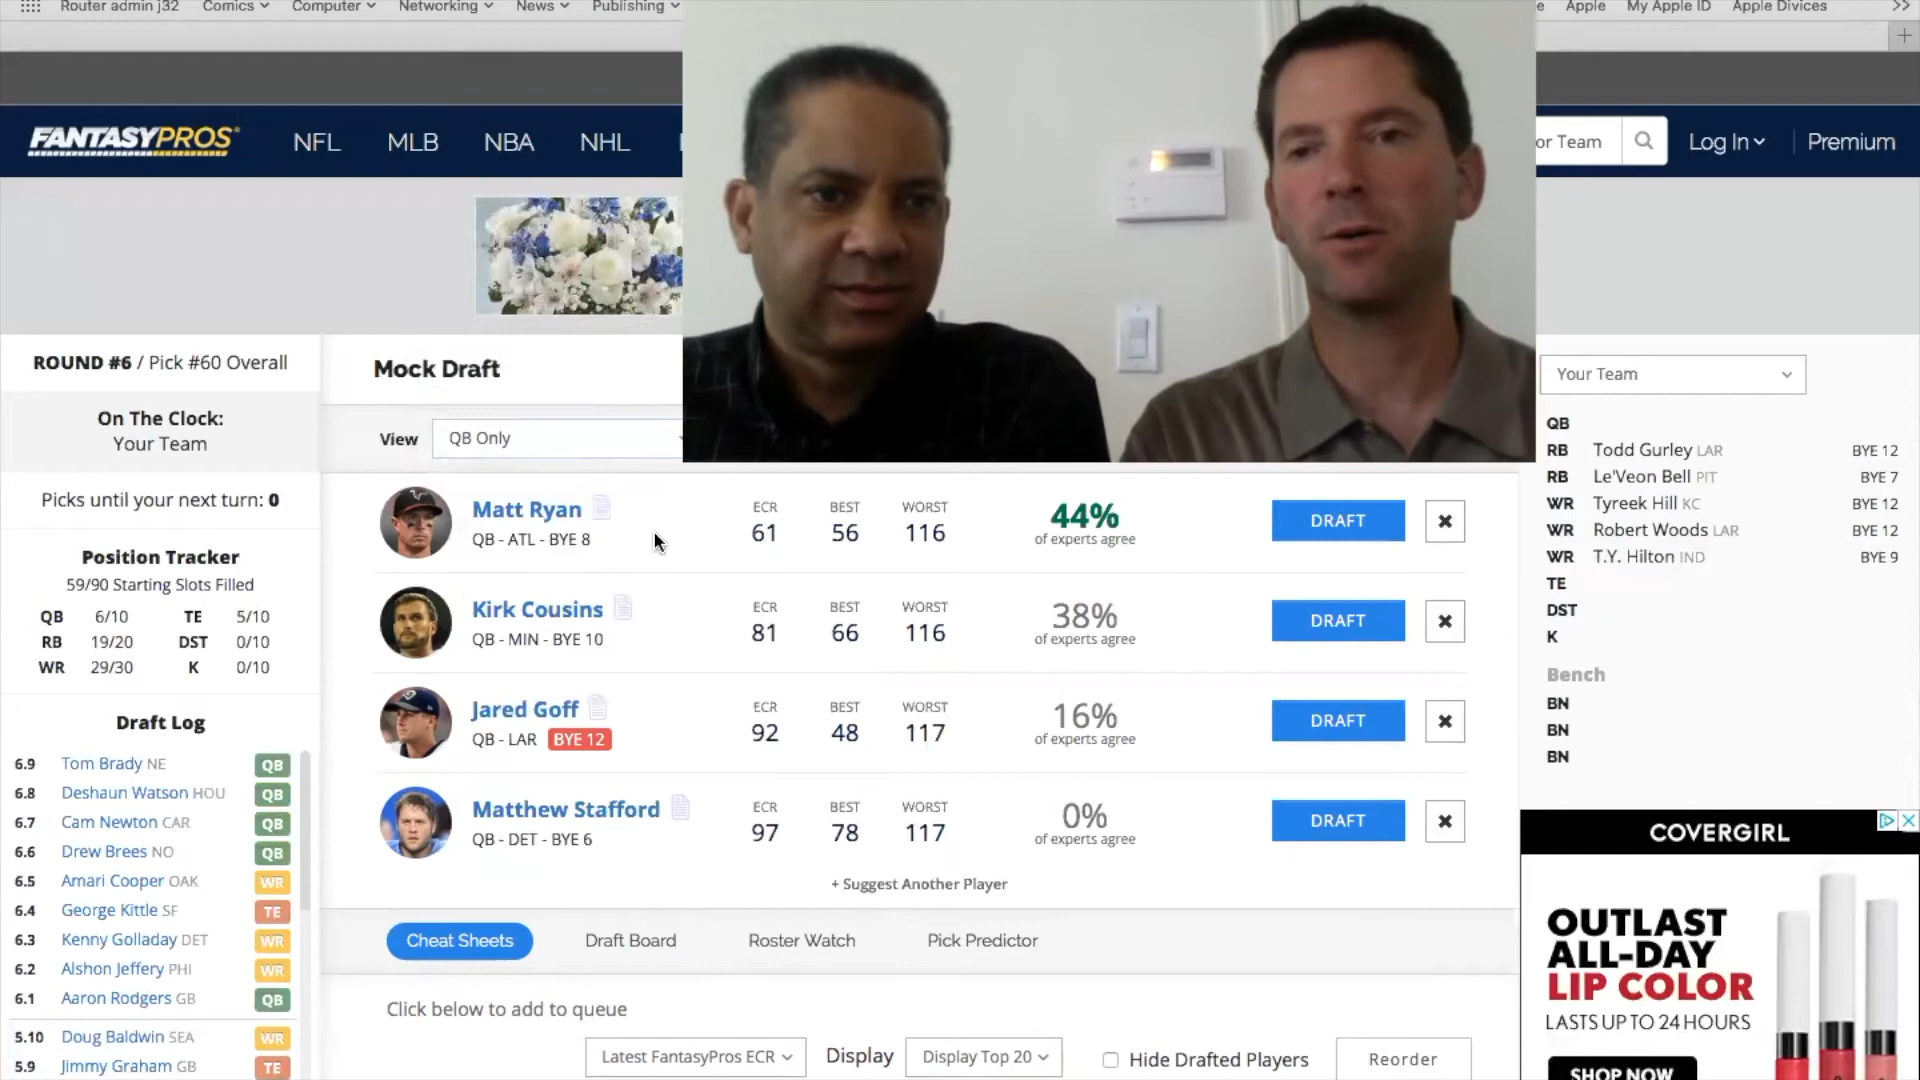 Router admin j32 Comics Computer Networking News Publishing
Apple My Apple ID Apple Divices
FANTASYPROS NFL MLB NBA NHL
or Team Log In Premium
ROUND #6 / Pick #60 Overall
On The Clock:
Your Team
Picks until your next turn: 0
Position Tracker
59/90 Starting Slots Filled
QB 6/10 TE 5/10
RB 19/20 DST 0/10
WR 29/30 K 0/10
Draft Log
6.9 Tom Brady NE QB
6.8 Deshaun Watson HOU QB
6.7 Cam Newton CAR QB
6.6 Drew Brees NO QB
6.5 Amari Cooper OAK WR
6.4 George Kittle SF TE
6.3 Kenny Golladay DET WR
6.2 Alshon Jeffery PHI WR
6.1 Aaron Rodgers GB QB
5.10 Doug Baldwin SEA WR
5.9 Jimmy Graham GB TE
Mock Draft
View QB Only
Matt Ryan
QB - ATL - BYE 8
ECR BEST WORST
61 56 116
44%
of experts agree
DRAFT
Kirk Cousins
QB - MIN - BYE 10
ECR BEST WORST
81 66 116
38%
of experts agree
DRAFT
Jared Goff
QB - LAR BYE 12
ECR BEST WORST
92 48 117
16%
of experts agree
DRAFT
Matthew Stafford
QB - DET - BYE 6
ECR BEST WORST
97 78 117
0%
of experts agree
DRAFT
+ Suggest Another Player
Cheat Sheets Draft Board Roster Watch Pick Predictor
Click below to add to queue
Latest FantasyPros ECR Display Display Top 20 Hide Drafted Players Reorder
Your Team
QB
RB Todd Gurley LAR BYE 12
RB Le'Veon Bell PIT BYE 7
WR Tyreek Hill KC BYE 12
WR Robert Woods LAR BYE 12
WR T.Y. Hilton IND BYE 9
TE
DST
K
Bench
BN
BN
BN
COVERGIRL
OUTLAST
ALL-DAY
LIP COLOR
LASTS UP TO 24 HOURS
SHOP NOW